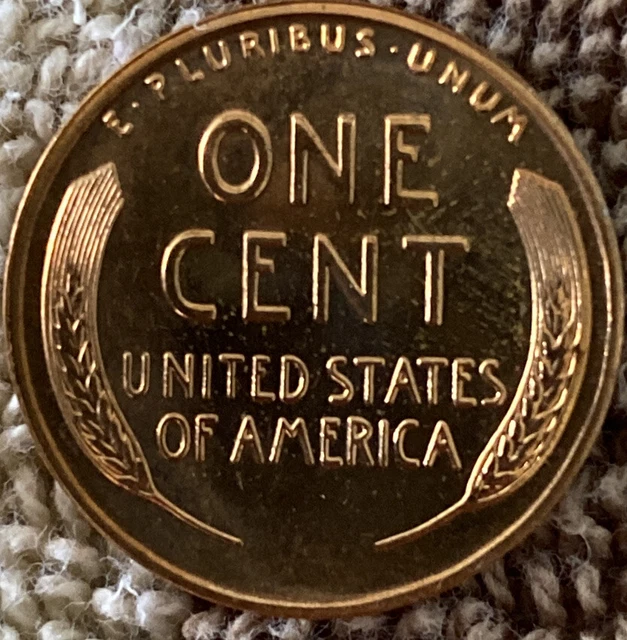 E·PLURIBUS·UNUM
ONE
CENT
UNITED STATES
OF AMERICA